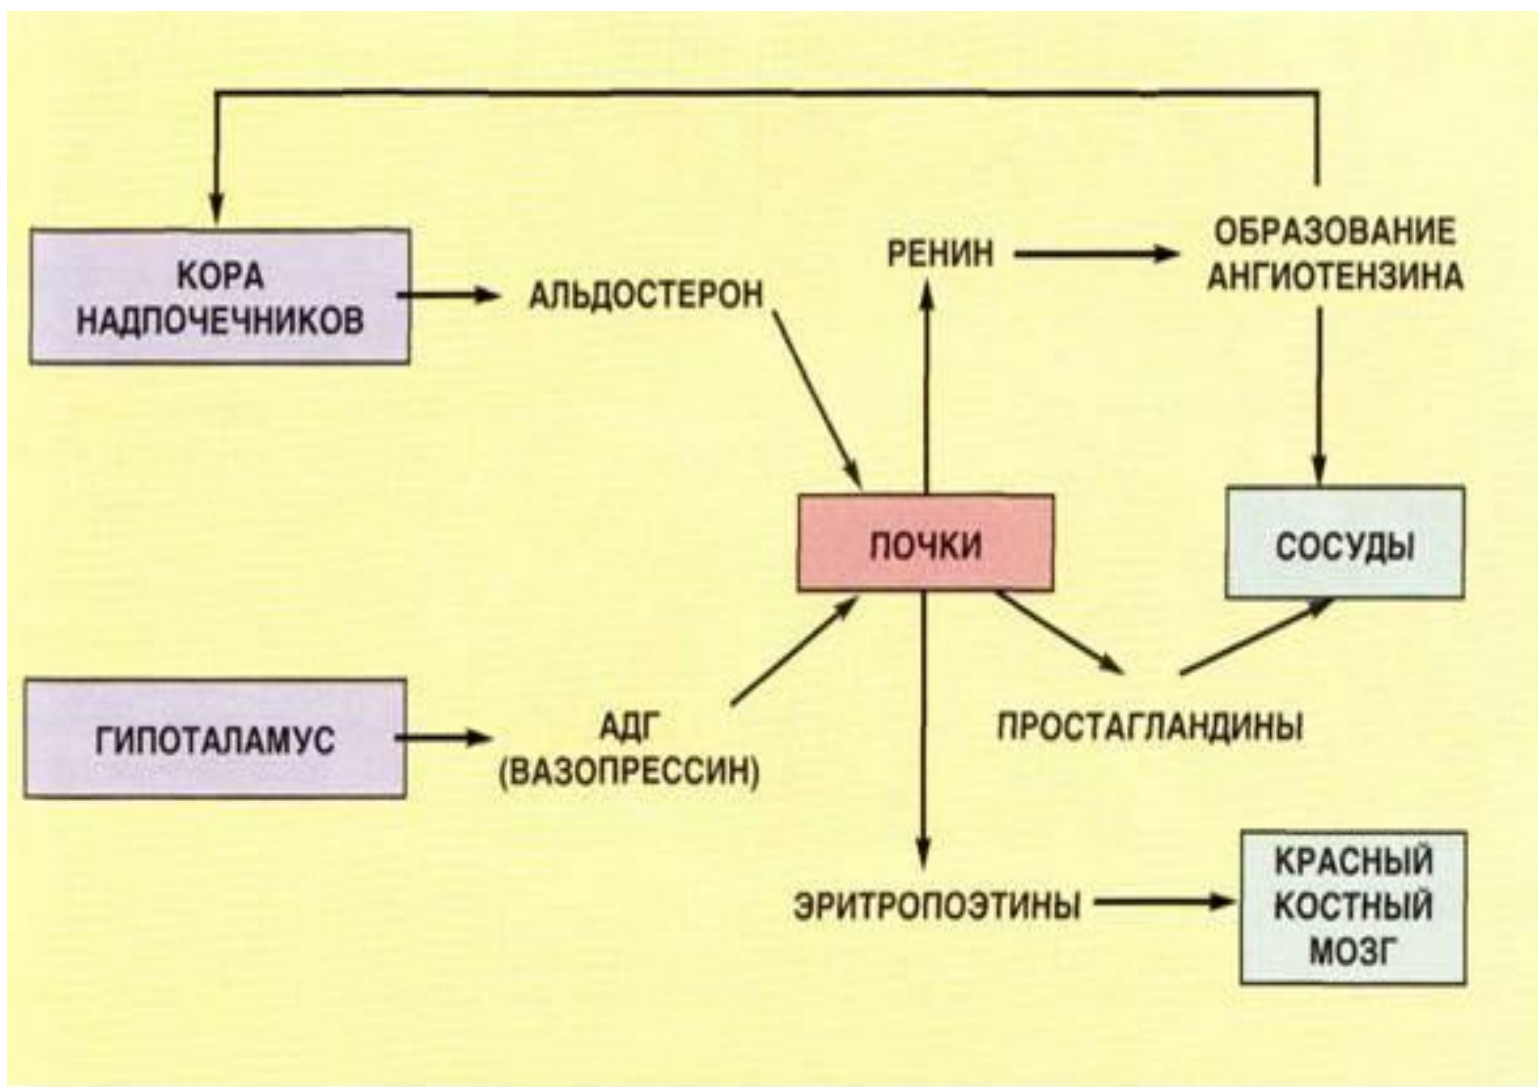 КОРА
НАДПОЧЕЧНИКОВ
АЛЬДОСТЕРОН
РЕНИН
ОБРАЗОВАНИЕ
АНГИОТЕНЗИНА
ПОЧКИ
СОСУДЫ
ГИПОТАЛАМУС
АДГ
(ВАЗОПРЕССИН)
ПРОСТАГЛАНДИНЫ
ЭРИТРОПОЭТИНЫ
КРАСНЫЙ
КОСТНЫЙ
МОЗГ